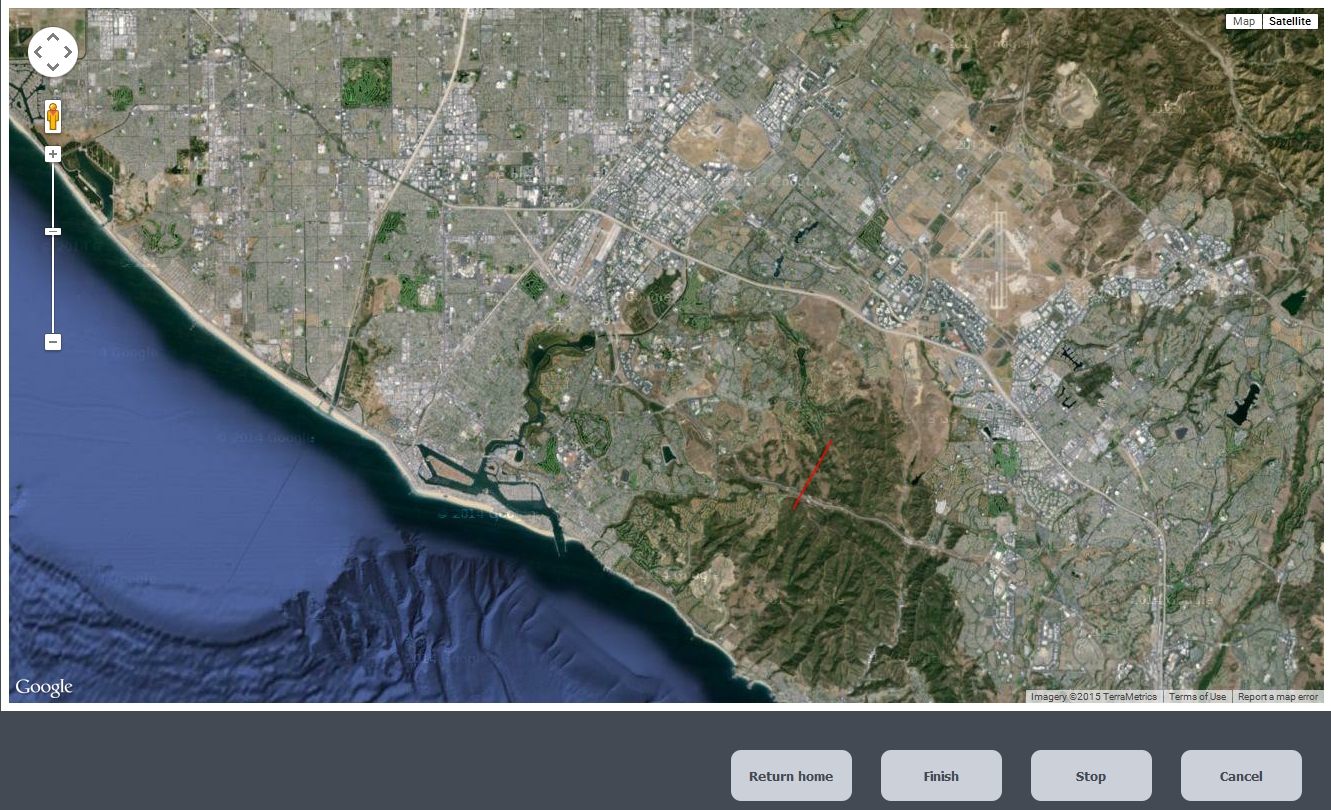 Map Satellite
Google
Imagery ©2015 TerraMetrics Terms of Use Report a map error
Return home Finish Stop Cancel